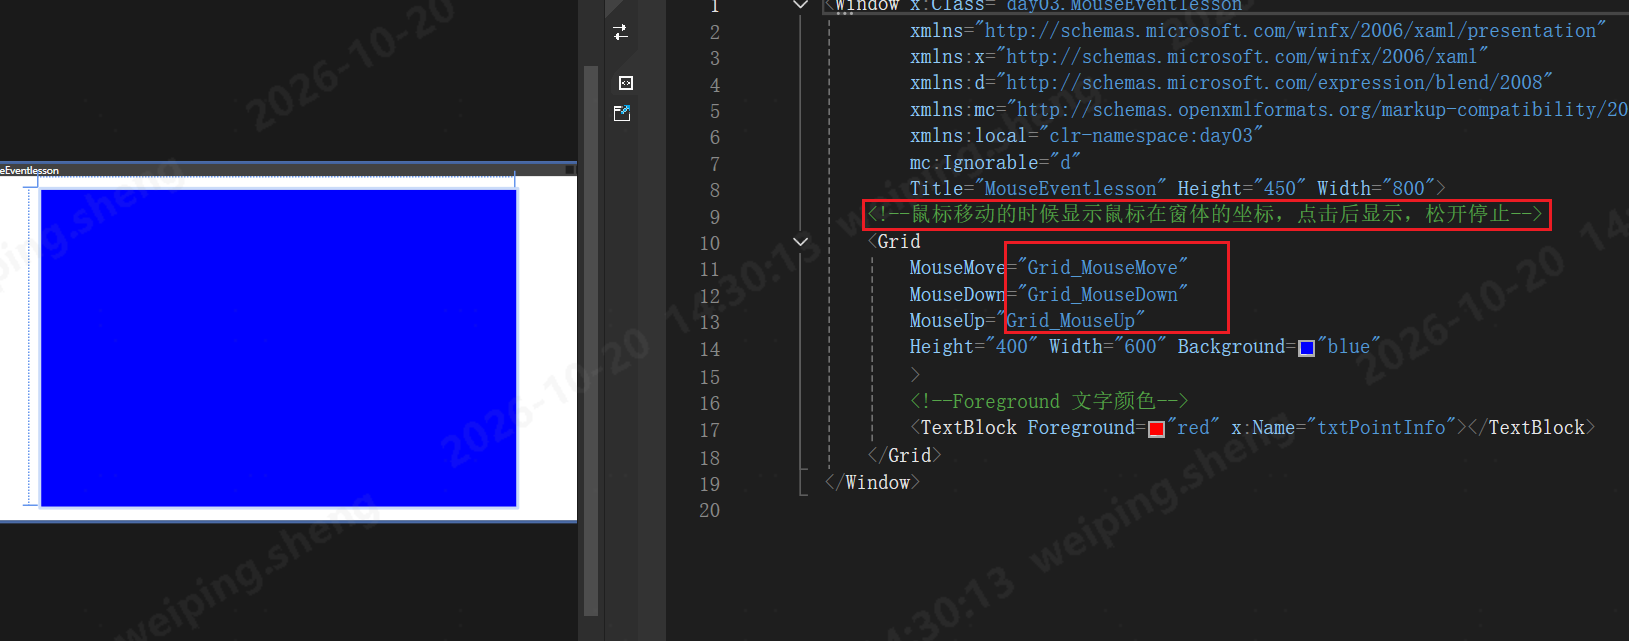 eEventlesson
1 <Window x:Class="day03.MouseEventlesson"
2 xmlns="http://schemas.microsoft.com/winfx/2006/xaml/presentation"
3 xmlns:x="http://schemas.microsoft.com/winfx/2006/xaml"
4 xmlns:d="http://schemas.microsoft.com/expression/blend/2008"
5 xmlns:mc="http://schemas.openxmlformats.org/markup-compatibility/20
6 xmlns:local="clr-namespace:day03"
7 mc:Ignorable="d"
8 Title="MouseEventlesson" Height="450" Width="800">
9 <!--鼠标移动的时候显示鼠标在窗体的坐标，点击后显示，松开停止-->
10 <Grid
11 MouseMove="Grid_MouseMove"
12 MouseDown="Grid_MouseDown"
13 MouseUp="Grid_MouseUp"
14 Height="400" Width="600" Background="blue"
15 >
16 <!--Foreground 文字颜色-->
17 <TextBlock Foreground="red" x:Name="txtPointInfo"></TextBlock>
18 </Grid>
19 </Window>
20
2026-10-20
weiping.sheng
2026-10-20 14:30:13
weiping.sheng
2026-10-20 14
weiping.sheng
:30:13 weiping.sheng